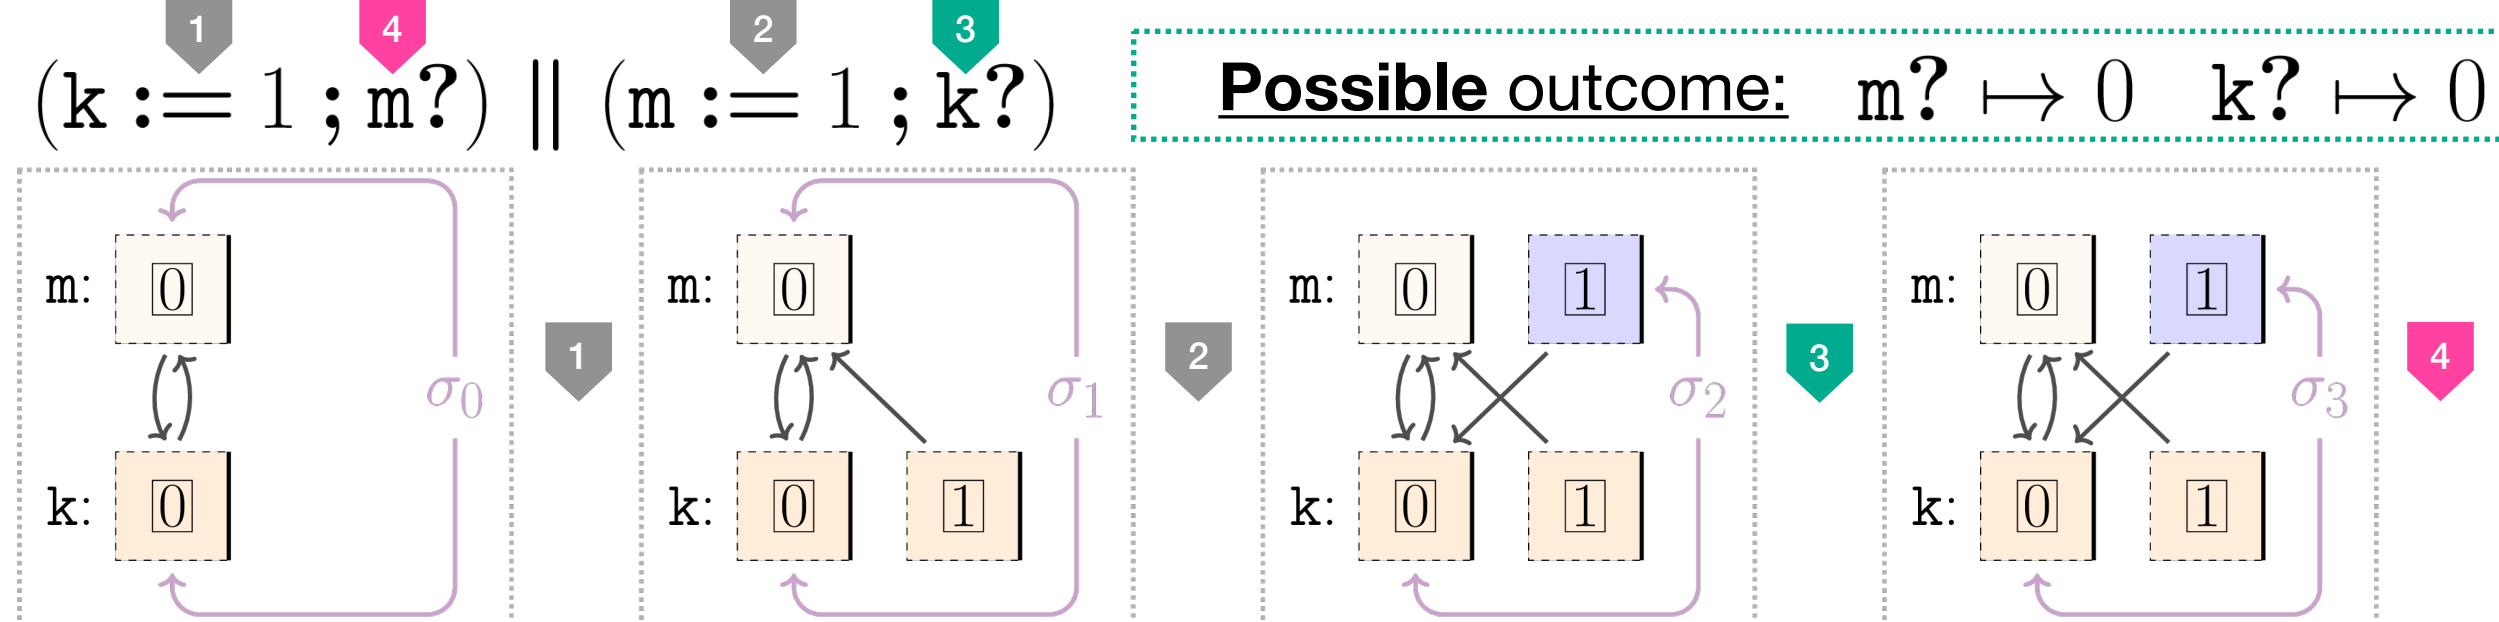 1 4 2 3
(k := 1 ; m?) ∥ (m := 1 ; k?) Possible outcome: m? ↦ 0 k? ↦ 0
m: 0 m: 0 m: 0 1 m: 0 1
1 2 3 4
σ0 σ1 σ2 σ3
k: 0 k: 0 1 k: 0 1 k: 0 1